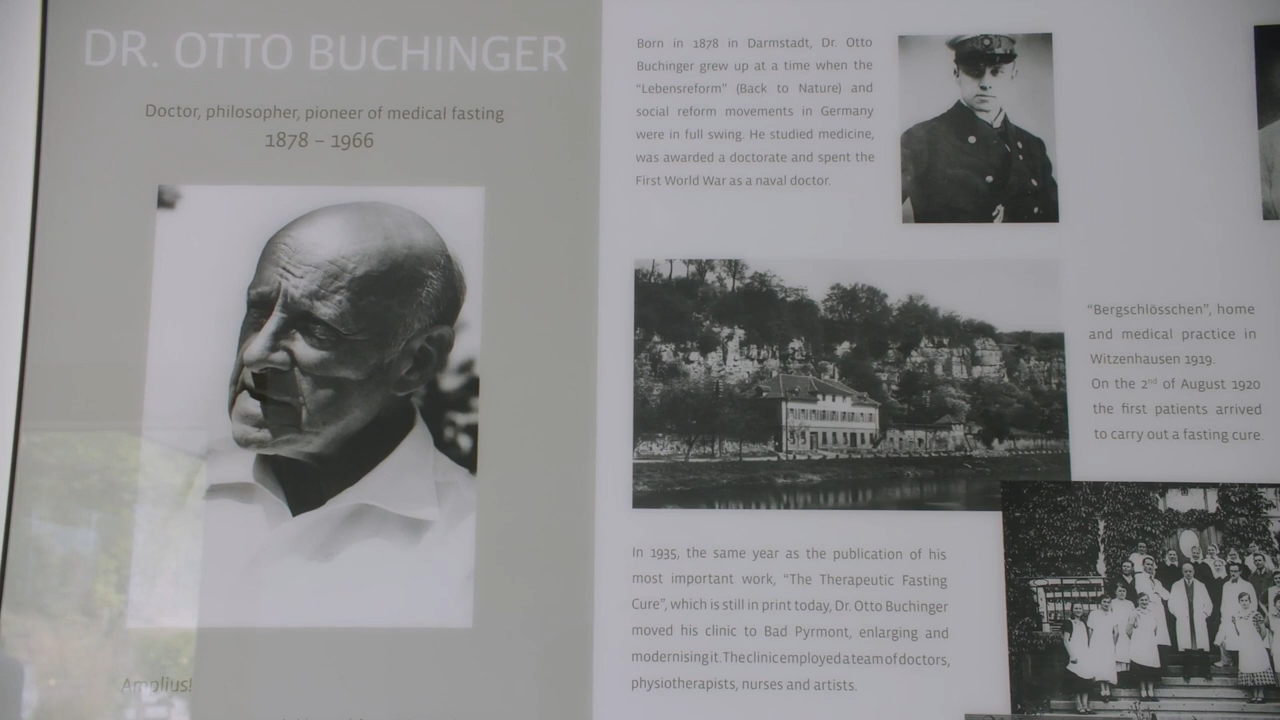 DR. OTTO BUCHINGER
Doctor, philosopher, pioneer of medical fasting
1878 – 1966
Amplius!
Born in 1878 in Darmstadt, Dr. Otto
Buchinger grew up at a time when the
"Lebensreform" (Back to Nature) and
social reform movements in Germany
were in full swing. He studied medicine,
was awarded a doctorate and spent the
First World War as a naval doctor.
"Bergschlösschen", home
and medical practice in
Witzenhausen 1919.
On the 2nd of August 1920
the first patients arrived
to carry out a fasting cure.
In 1935, the same year as the publication of his
most important work, "The Therapeutic Fasting
Cure", which is still in print today, Dr. Otto Buchinger
moved his clinic to Bad Pyrmont, enlarging and
modernising it. The clinic employed a team of doctors,
physiotherapists, nurses and artists.